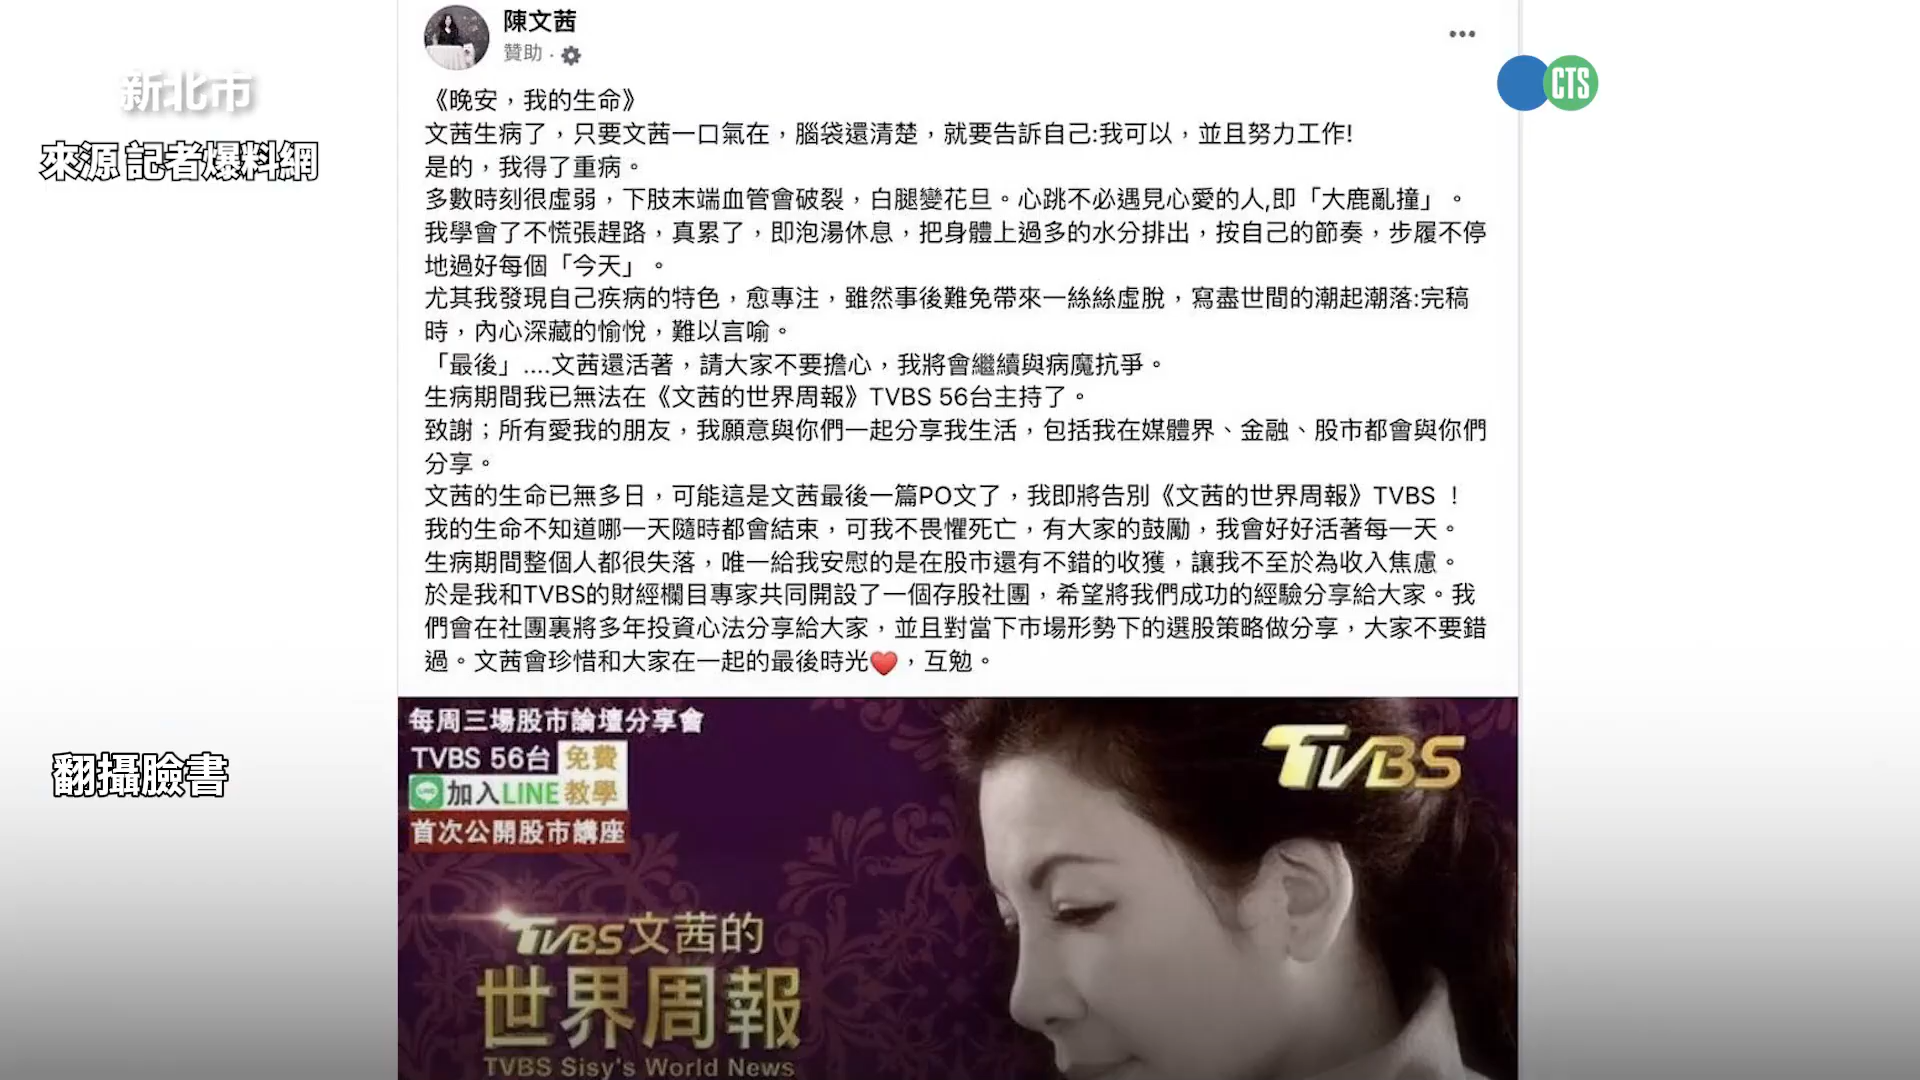 陳文茜
贊助 ·
新北市
來源 記者爆料網
CTS
《晚安，我的生命》
文茜生病了，只要文茜一口氣在，腦袋還清楚，就要告訴自己:我可以，並且努力工作!
是的，我得了重病。
多數時刻很虛弱，下肢末端血管會破裂，白腿變花旦。心跳不必遇見心愛的人,即「大鹿亂撞」。
我學會了不慌張趕路，真累了，即泡湯休息，把身體上過多的水分排出，按自己的節奏，步履不停
地過好每個「今天」。
尤其我發現自己疾病的特色，愈專注，雖然事後難免帶來一絲絲虛脫，寫盡世間的潮起潮落:完稿
時，內心深藏的愉悅，難以言喻。
「最後」....文茜還活著，請大家不要擔心，我將會繼續與病魔抗爭。
生病期間我已無法在《文茜的世界周報》TVBS 56台主持了。
致謝；所有愛我的朋友，我願意與你們一起分享我生活，包括我在媒體界、金融、股市都會與你們
分享。
文茜的生命已無多日，可能這是文茜最後一篇PO文了，我即將告別《文茜的世界周報》TVBS ！
我的生命不知道哪一天隨時都會結束，可我不畏懼死亡，有大家的鼓勵，我會好好活著每一天。
生病期間整個人都很失落，唯一給我安慰的是在股市還有不錯的收獲，讓我不至於為收入焦慮。
於是我和TVBS的財經欄目專家共同開設了一個存股社團，希望將我們成功的經驗分享給大家。我
們會在社團裏將多年投資心法分享給大家，並且對當下市場形勢下的選股策略做分享，大家不要錯
過。文茜會珍惜和大家在一起的最後時光❤️，互勉。
每周三場股市論壇分享會
TVBS 56台 免費
加入LINE 教學
首次公開股市講座
TVBS
翻攝臉書
TVBS文茜的
世界周報
TVBS Sisy's World News